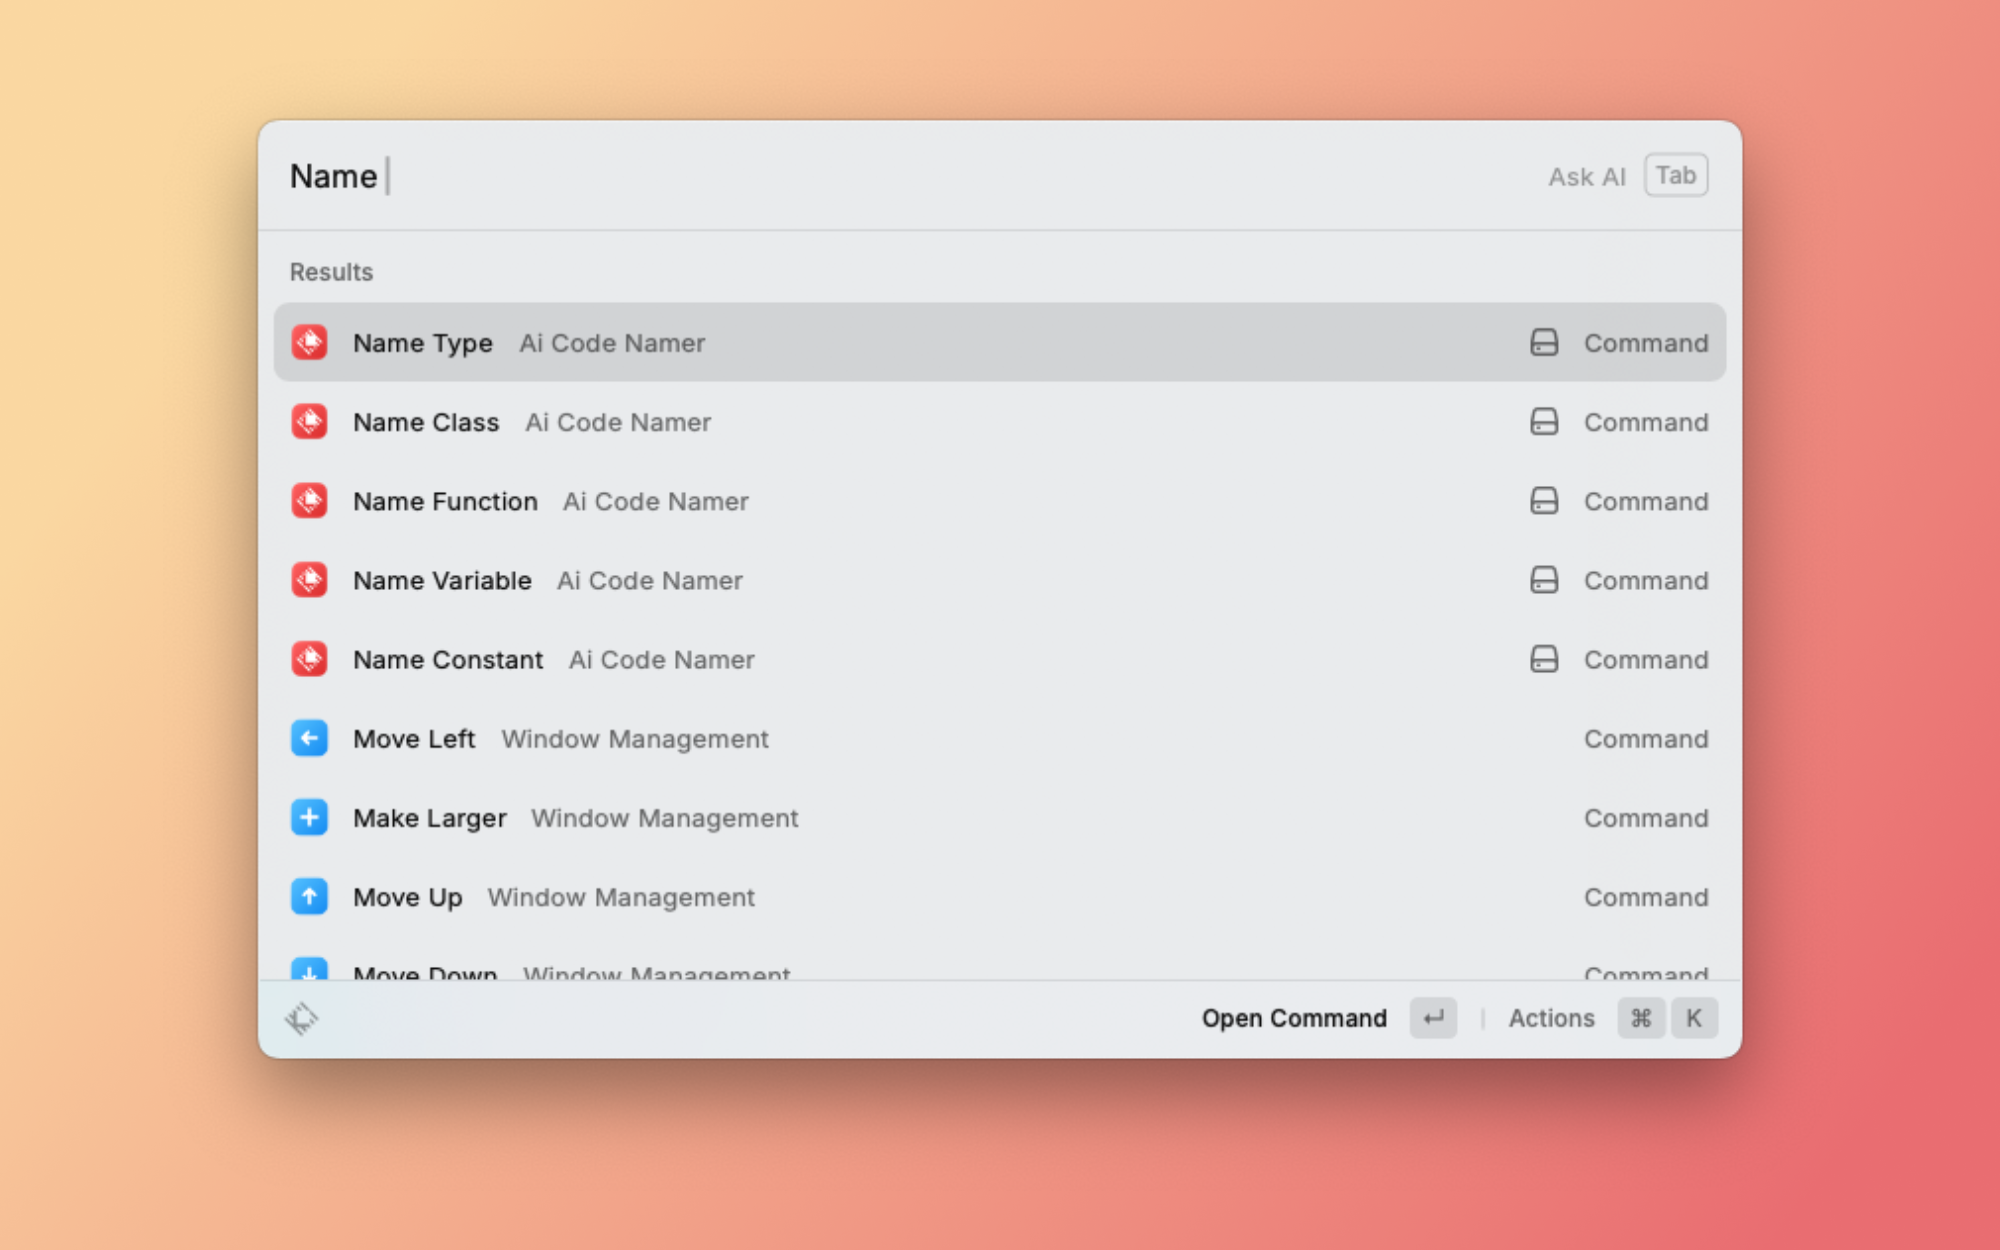 Name Ask AI Tab
Results
Name Type Ai Code Namer Command
Name Class Ai Code Namer Command
Name Function Ai Code Namer Command
Name Variable Ai Code Namer Command
Name Constant Ai Code Namer Command
Move Left Window Management Command
Make Larger Window Management Command
Move Up Window Management Command
Move Down Window Management Command
Open Command ↵ | Actions ⌘ K